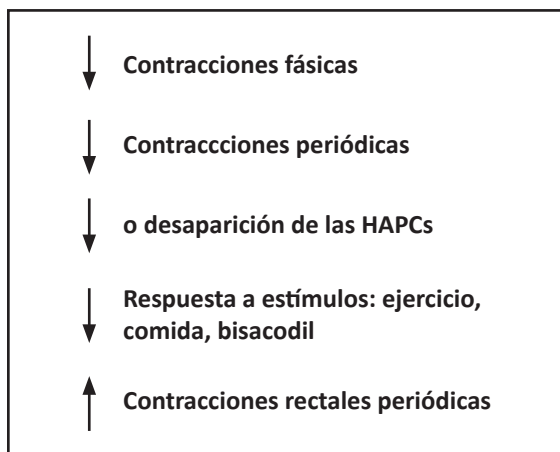 ↓ Contracciones fásicas
↓ Contraccciones periódicas
↓ o desaparición de las HAPCs
↓ Respuesta a estímulos: ejercicio,
comida, bisacodil
↑ Contracciones rectales periódicas